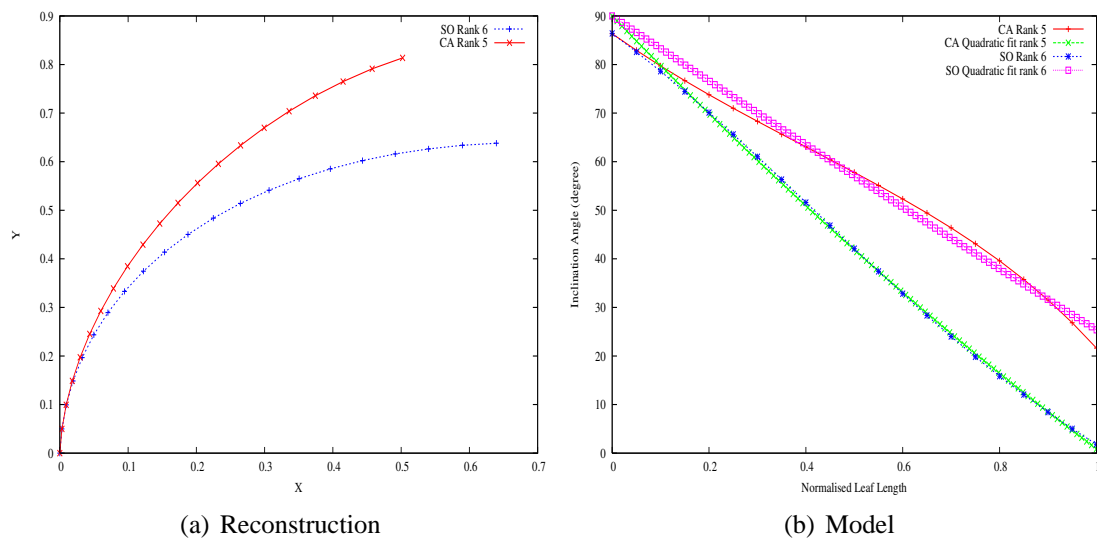 SO Rank 6
CA Rank 5
0.9
0.8
0.7
0.6
0.5
0.4
0.3
0.2
0.1
0
Y
0
0.1
0.2
0.3
0.4
0.5
0.6
0.7
X
(a) Reconstruction
CA Rank 5
CA Quadratic fit rank 5
SO Rank 6
SO Quadratic fit rank 6
90
80
70
60
50
40
30
20
10
0
Inclination Angle (degree)
0
0.2
0.4
0.6
0.8
1
Normalised Leaf Length
(b) Model